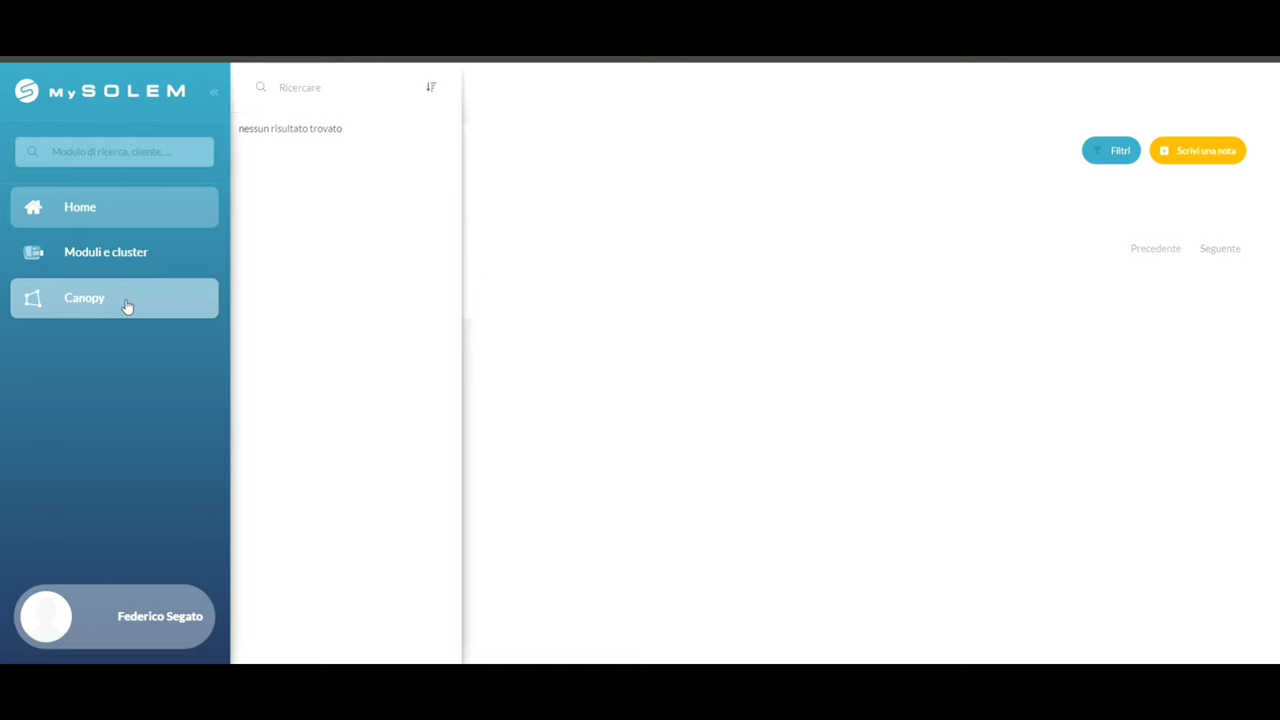 MySOLEM
«
Modulo di ricerca, cliente, ...
Home
Moduli e cluster
Canopy
Federico Segato
Ricercare
nessun risultato trovato
Filtri
Scrivi una nota
Precedente
Seguente